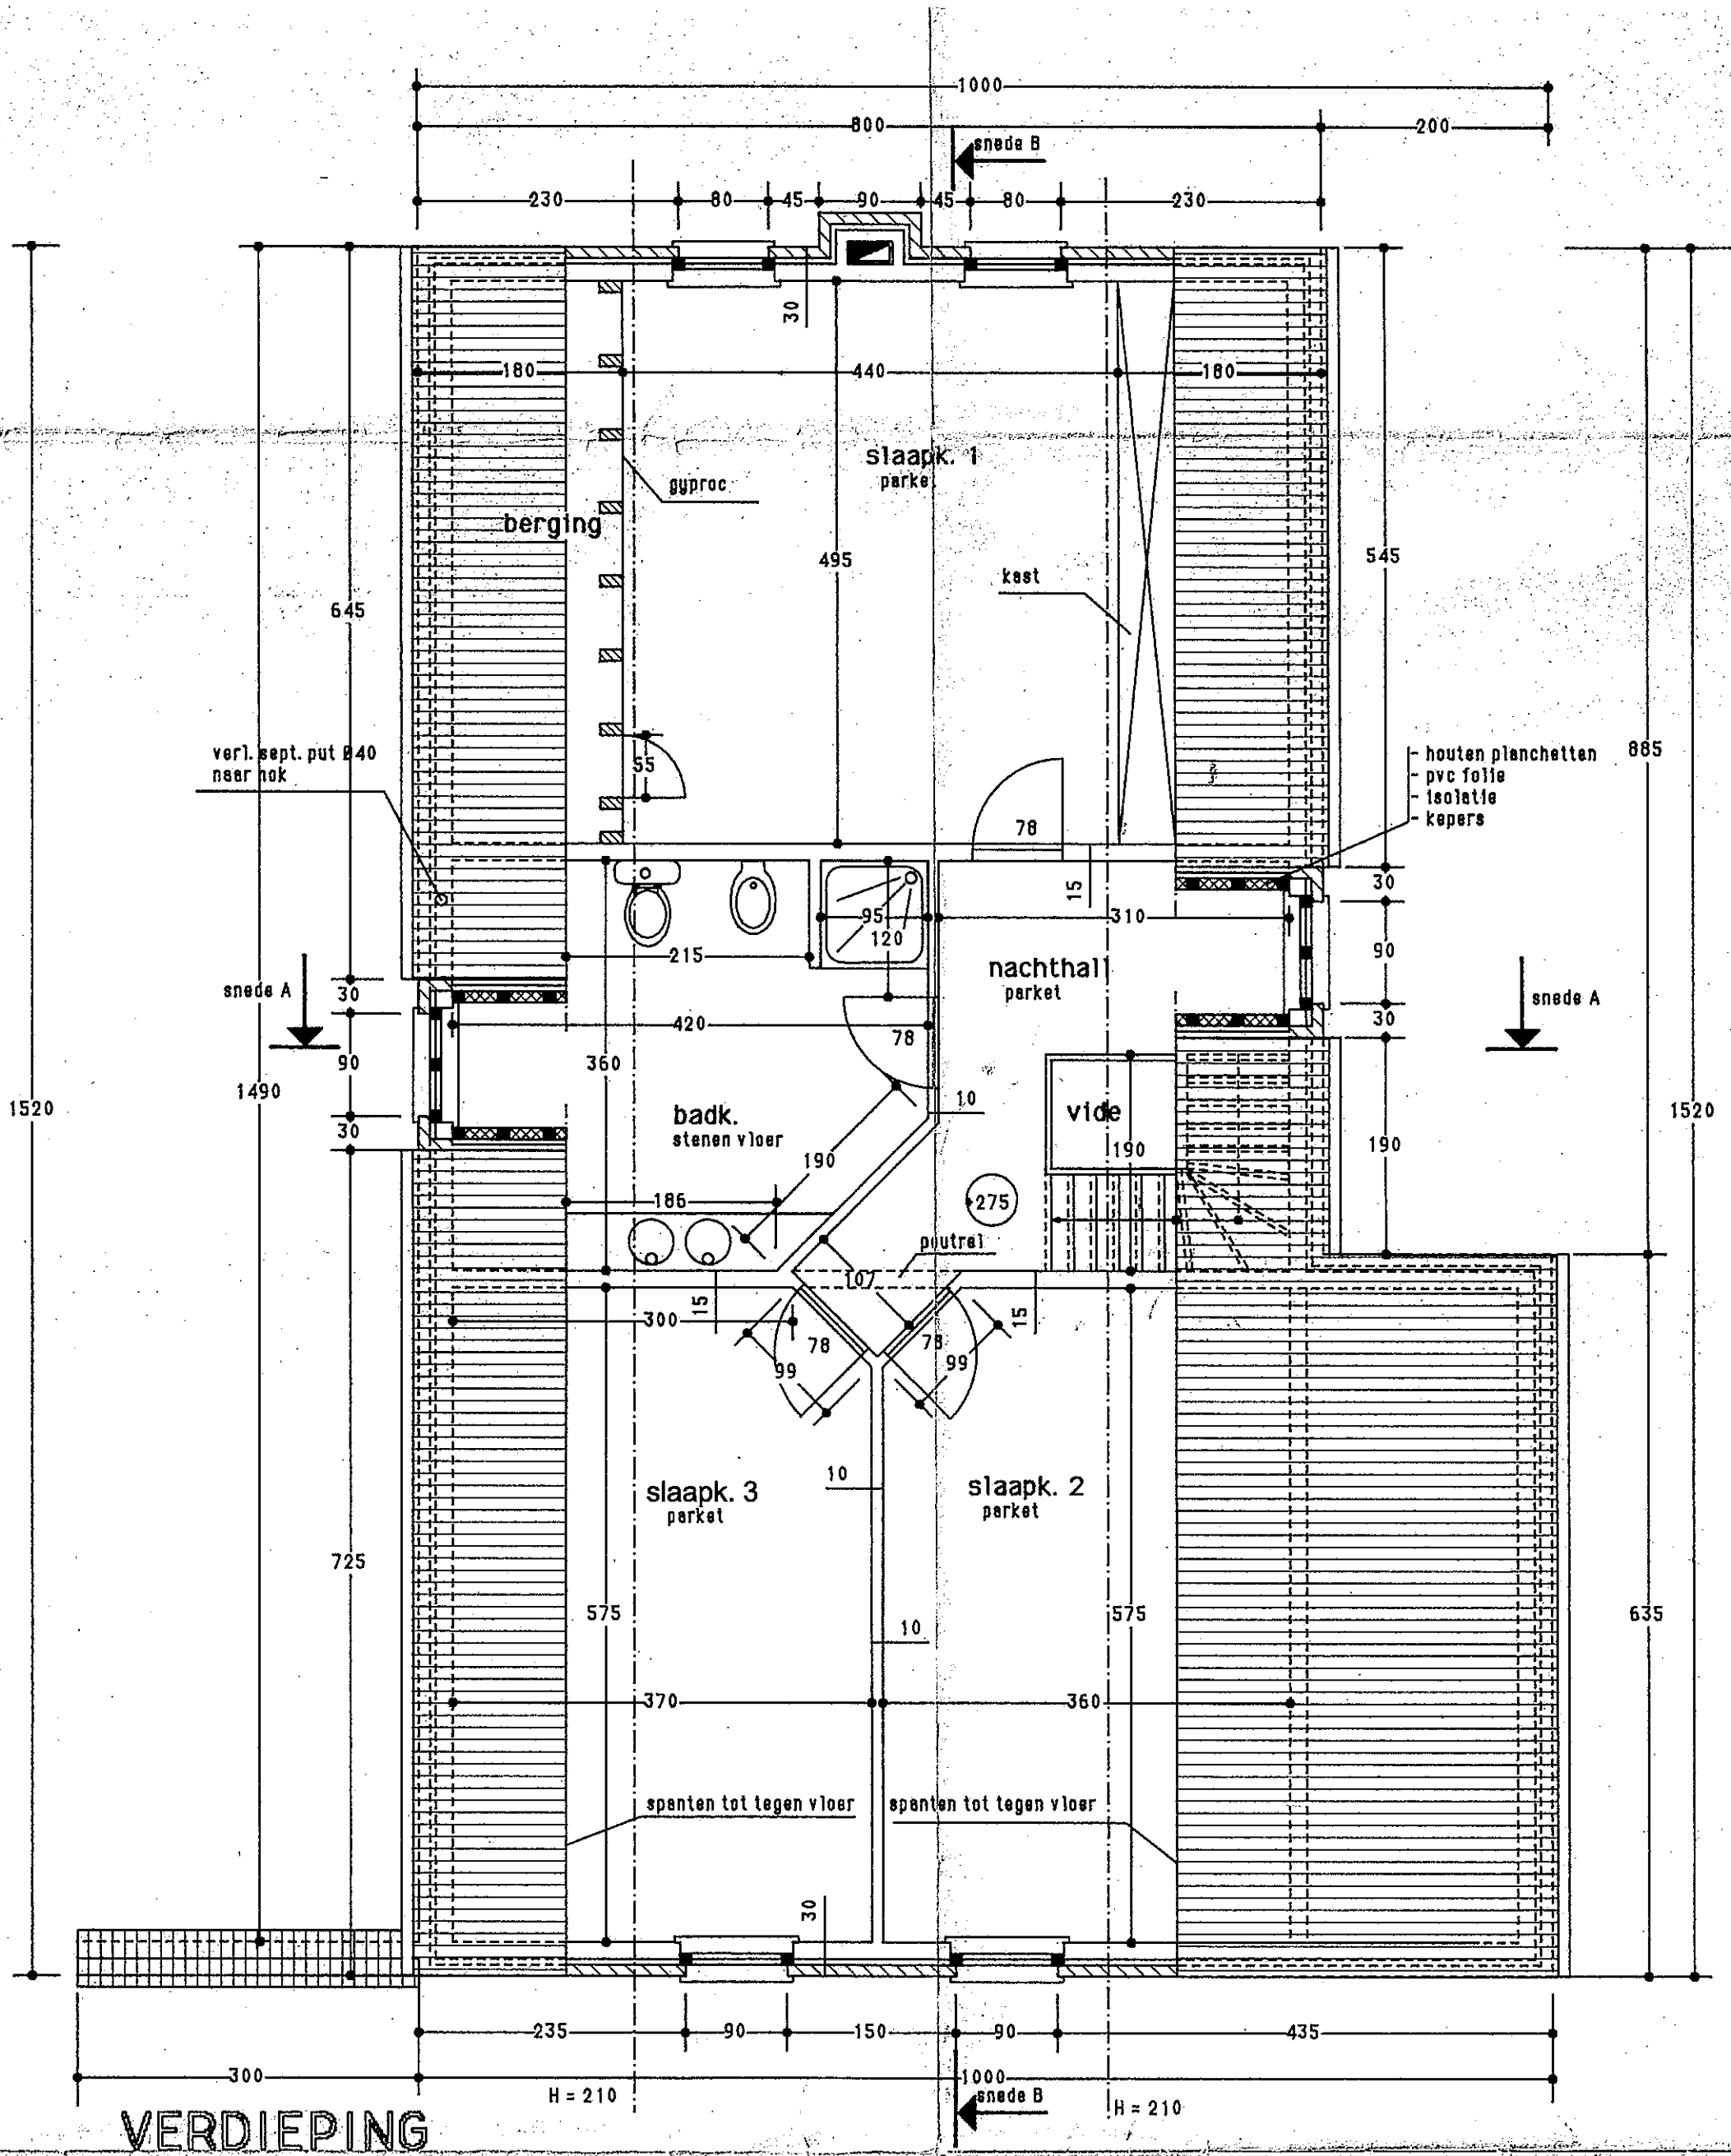 1000
800
200
snede B
230
80
45
90
45
80
230
30
180
440
180
slaapk. 1
parke
gyproc
berging
495
545
kast
645
verl. sept. put Ø40
naar nok
55
- houten planchetten
- pvc folie
- isolatie
- kepers
885
78
15
30
95
310
120
215
nachthall
parket
90
snede A
30
420
78
30
snede A
360
90
1490
1520
10
vide
1520
badk.
stenen vloer
30
190
190
190
186
+275
poutrel
107
15
300
15
78
78
99
99
10
slaapk. 3
parket
slaapk. 2
parket
725
575
10
575
635
370
360
spanten tot tegen vloer
spanten tot tegen vloer
30
235
90
150
90
435
300
1000
H = 210
snede B
H = 210
VERDIEPING